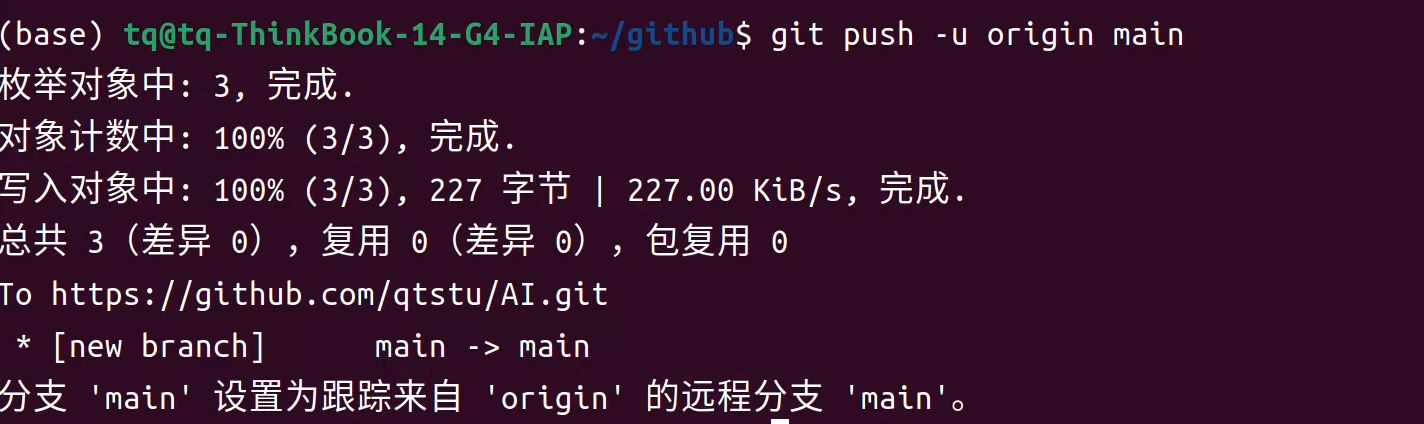 (base) tq@tq-ThinkBook-14-G4-IAP:~/github$ git push -u origin main
枚举对象中: 3, 完成.
对象计数中: 100% (3/3), 完成.
写入对象中: 100% (3/3), 227 字节 | 227.00 KiB/s, 完成.
总共 3（差异 0），复用 0（差异 0），包复用 0
To https://github.com/qtstu/AI.git
 * [new branch]      main -> main
分支 'main' 设置为跟踪来自 'origin' 的远程分支 'main'。